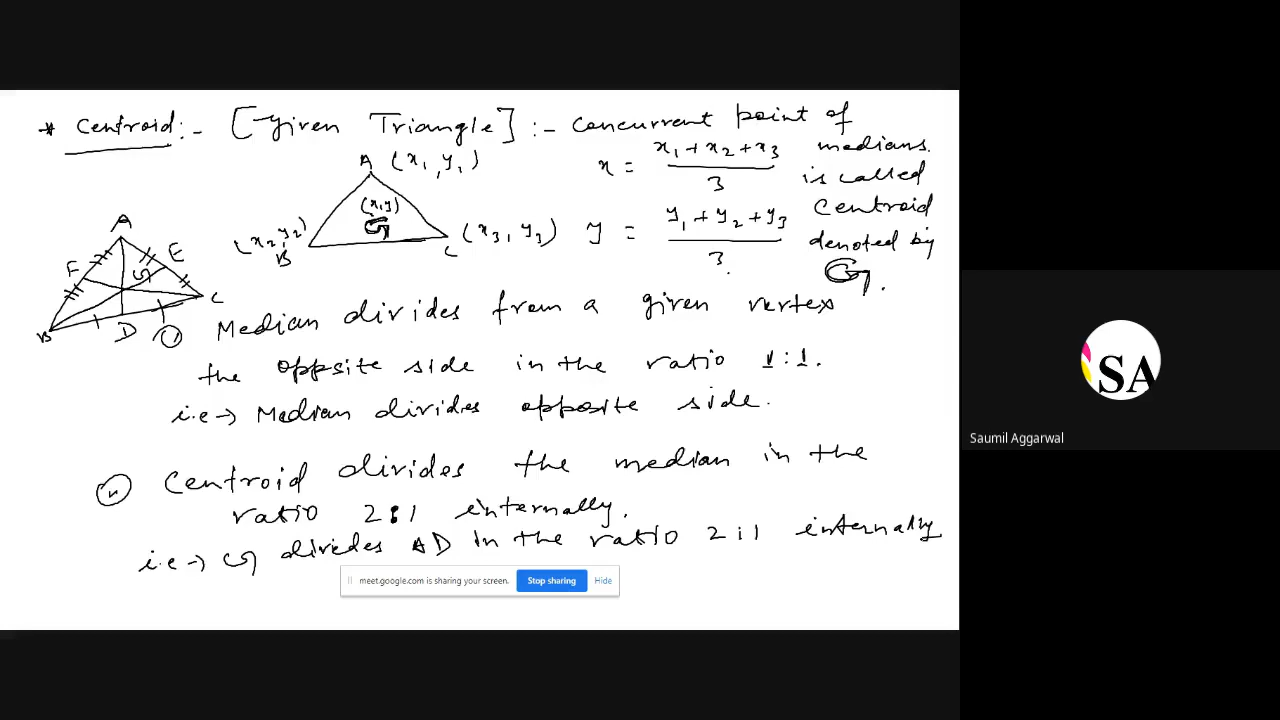 * Centroid:- [Given Triangle] :- Concurrent point of
medians.
is called
Centroid
denoted by
G.
x = x₁+x₂+x₃ / 3
y = y₁+y₂+y₃ / 3.
A (x₁, y₁)
(x,y)
G
(x₂,y₂)
B
(x₃, y₃)
C
A
F
E
G
B
D
C
① Median divides from a given vertex
the opposite side in the ratio 1:1.
i.e → Median divides opposite side.
Centroid divides the median in the
ratio 2:1 internally.
i.e → G divides AD in the ratio 2:1 internally
meet.google.com is sharing your screen.
Stop sharing
Hide
SA
Saumil Aggarwal